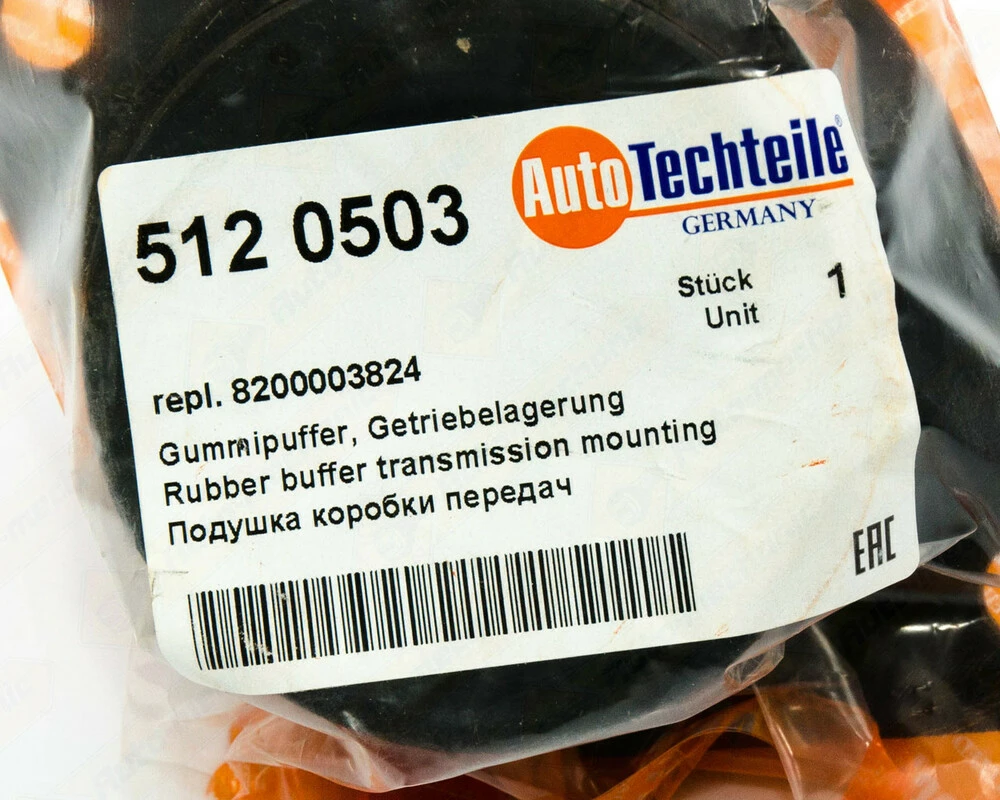 AutoTechteile®
GERMANY
512 0503
Stück 1
Unit
repl. 8200003824
Gummipuffer, Getriebelagerung
Rubber buffer transmission mounting
Подушка коробки передач
EAC